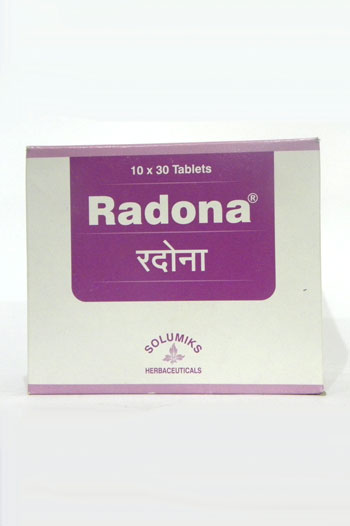 10 x 30 Tablets
Radona®
रदोना
SOLUMIKS
HERBACEUTICALS